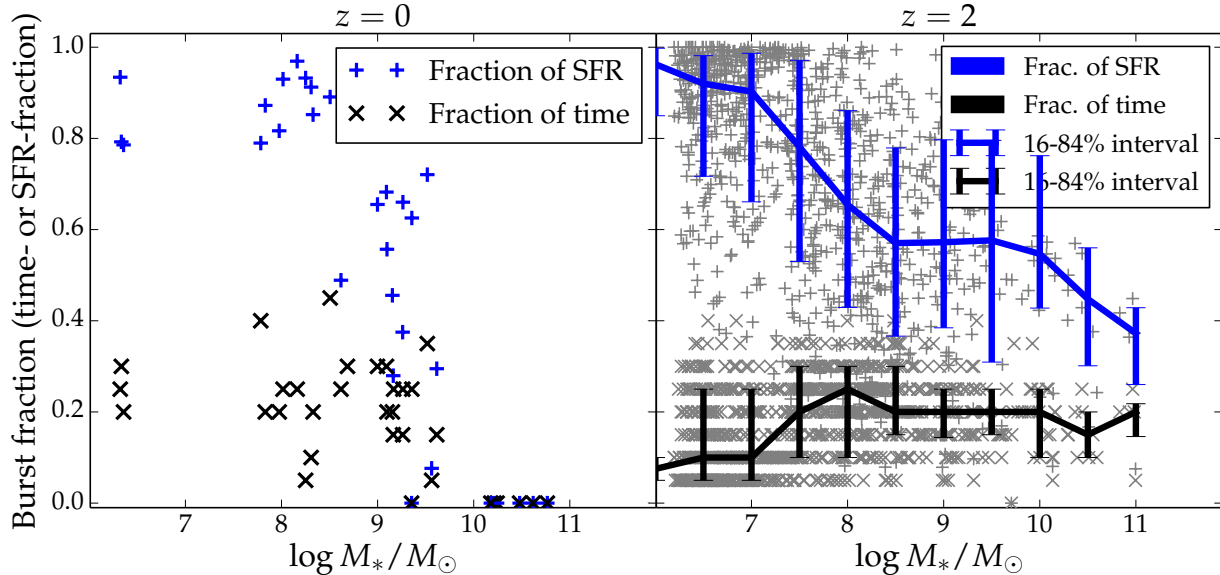 z = 0
z = 2
Burst fraction (time- or SFR-fraction)
1.0
0.8
0.6
0.4
0.2
0.0
Fraction of SFR
Fraction of time
Frac. of SFR
Frac. of time
16-84% interval
16-84% interval
7 8 9 10 11
7 8 9 10 11
log M*/M⊙
log M*/M⊙